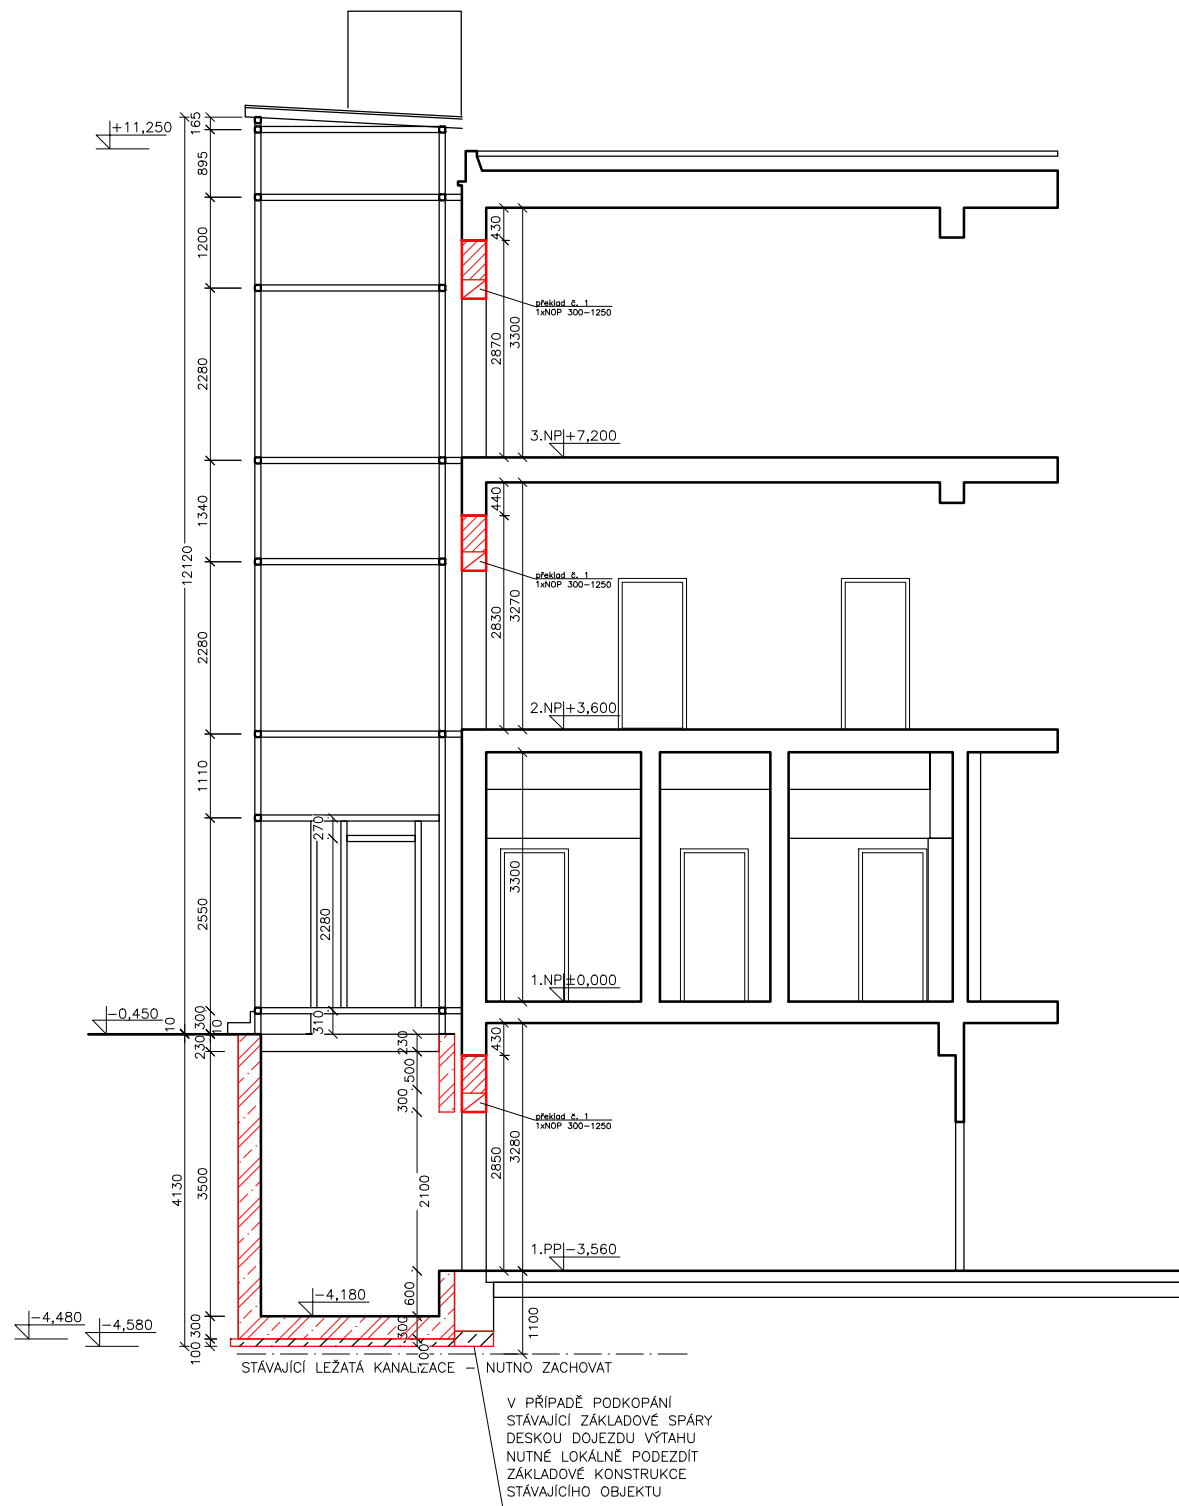 +11,250
165
895
1200
2280
12120
1340
2280
1110
2550
300
10
10
-0,450
230
4130
3500
300
100
-4,480
-4,580
430
2870
3300
překlad č. 1
1xNOP 300-1250
3.NP +7,200
440
2830
3270
překlad č. 1
1xNOP 300-1250
2.NP +3,600
270
2280
310
3300
1.NP ±0,000
230
500
300
2100
600
300
100
430
2850
3280
překlad č. 1
1xNOP 300-1250
1.PP -3,560
-4,180
1100
STÁVAJÍCÍ LEŽATÁ KANALIZACE - NUTNO ZACHOVAT
V PŘÍPADĚ PODKOPÁNÍ
STÁVAJÍCÍ ZÁKLADOVÉ SPÁRY
DESKOU DOJEZDU VÝTAHU
NUTNÉ LOKÁLNĚ PODEZDÍT
ZÁKLADOVÉ KONSTRUKCE
STÁVAJÍCÍHO OBJEKTU